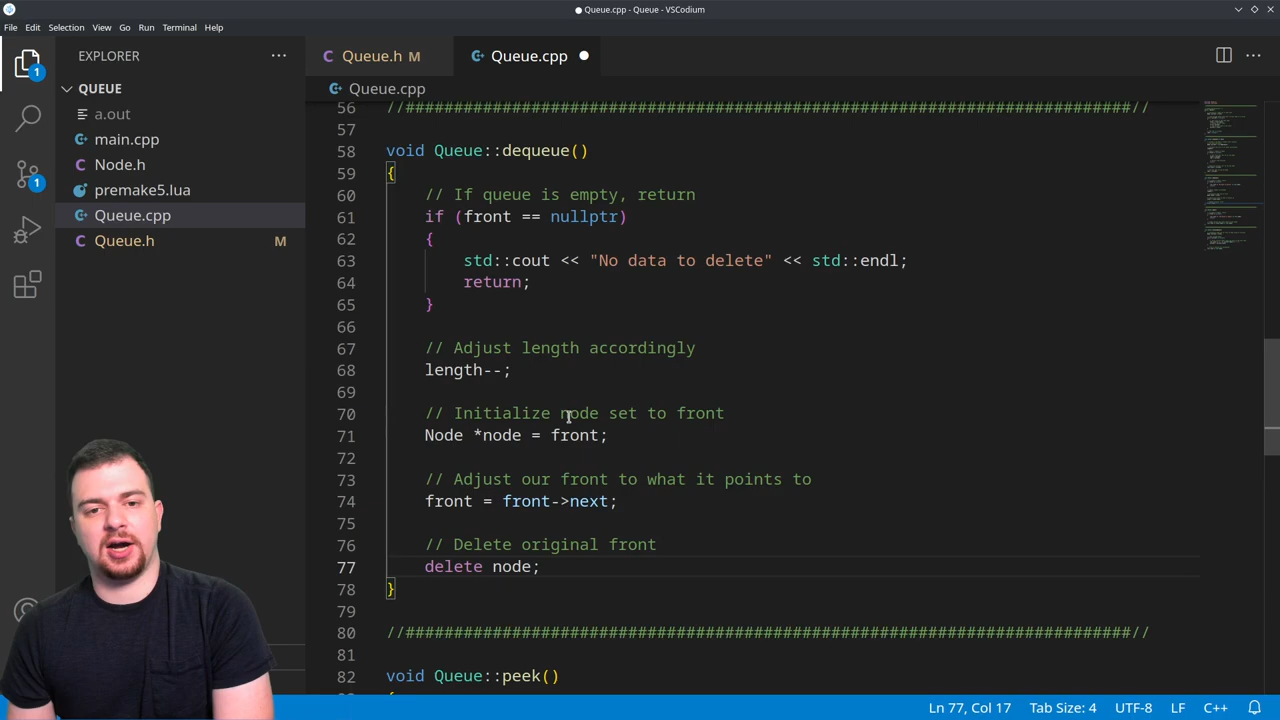 Queue.cpp - Queue - VSCodium
File Edit Selection View Go Run Terminal Help
EXPLORER
QUEUE
a.out
main.cpp
Node.h
premake5.lua
Queue.cpp
Queue.h M
1
1
Queue.h M
Queue.cpp
Queue.cpp
56 //###########################################################################//
57
58 void Queue::dequeue()
59 {
60 // If queue is empty, return
61 if (front == nullptr)
62 {
63 std::cout << "No data to delete" << std::endl;
64 return;
65 }
66
67 // Adjust length accordingly
68 length--;
69
70 // Initialize node set to front
71 Node *node = front;
72
73 // Adjust our front to what it points to
74 front = front->next;
75
76 // Delete original front
77 delete node;
78 }
79
80 //###########################################################################//
81
82 void Queue::peek()
Ln 77, Col 17 Tab Size: 4 UTF-8 LF C++